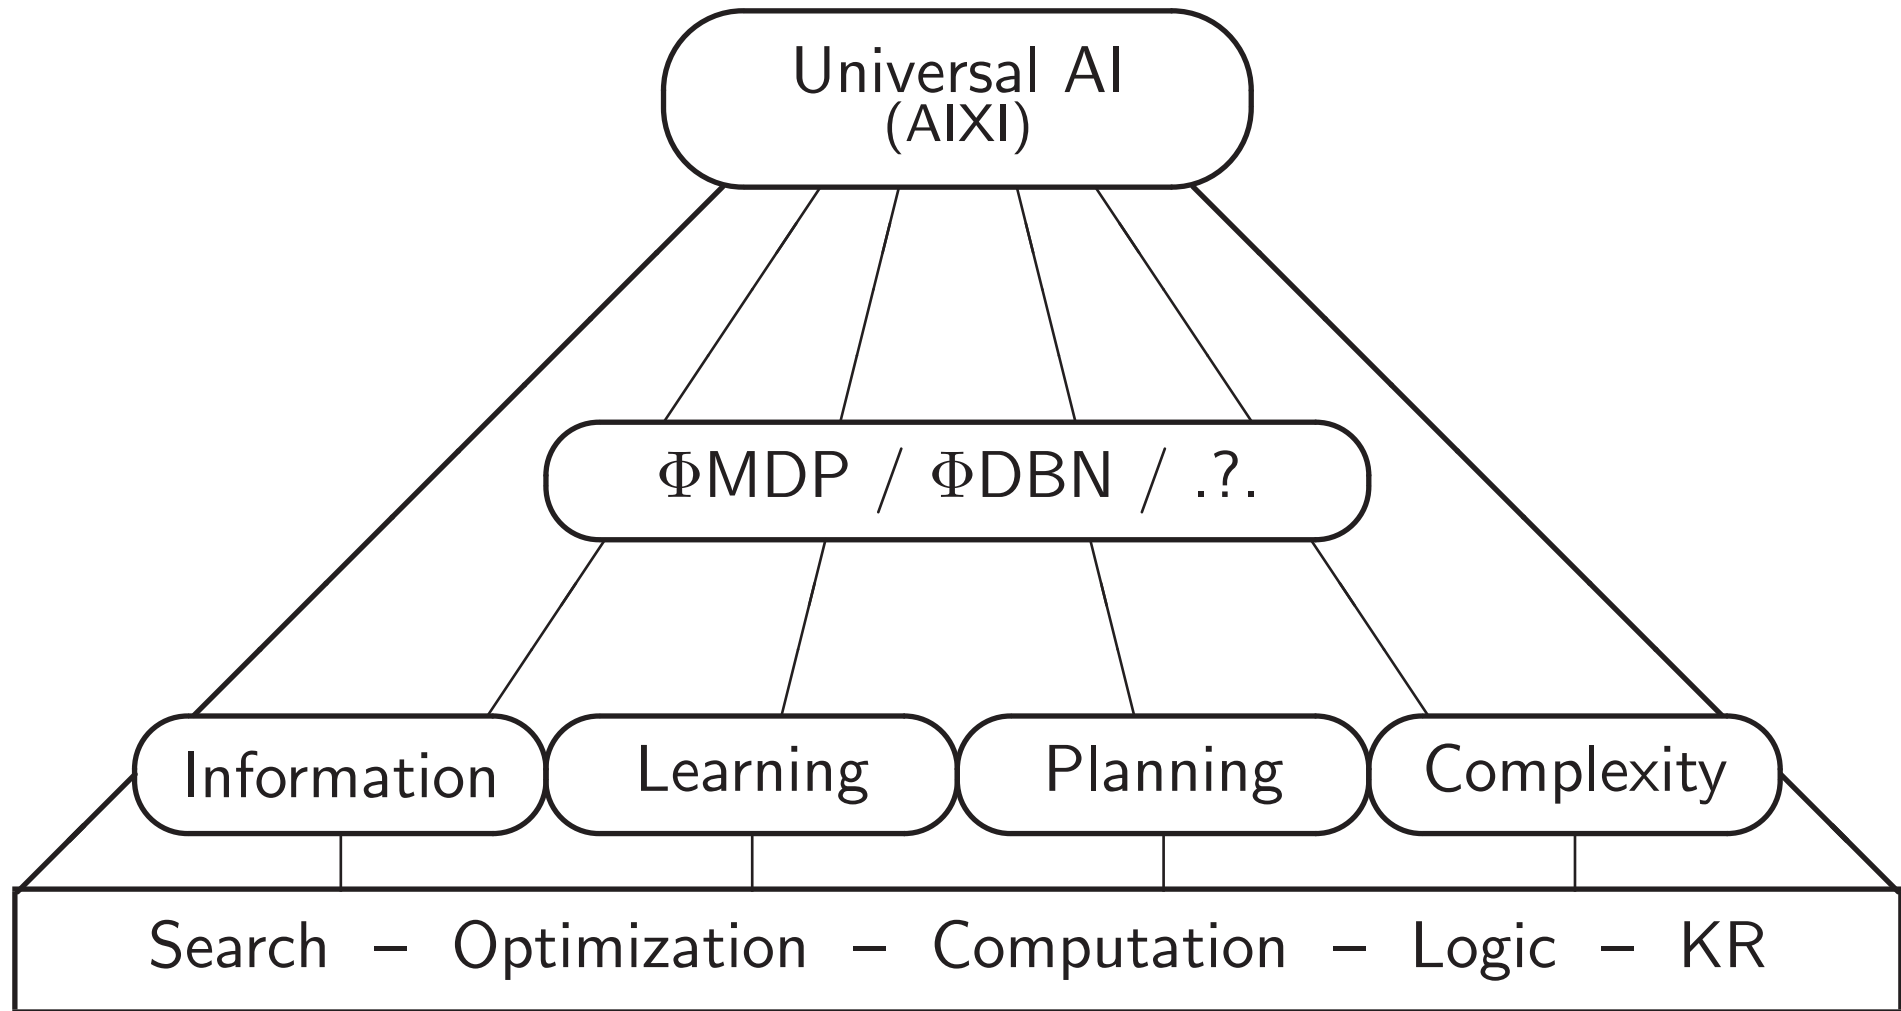 Universal AI
(AIXI)
ΦMDP / ΦDBN / .?.
Information Learning Planning Complexity
Search – Optimization – Computation – Logic – KR